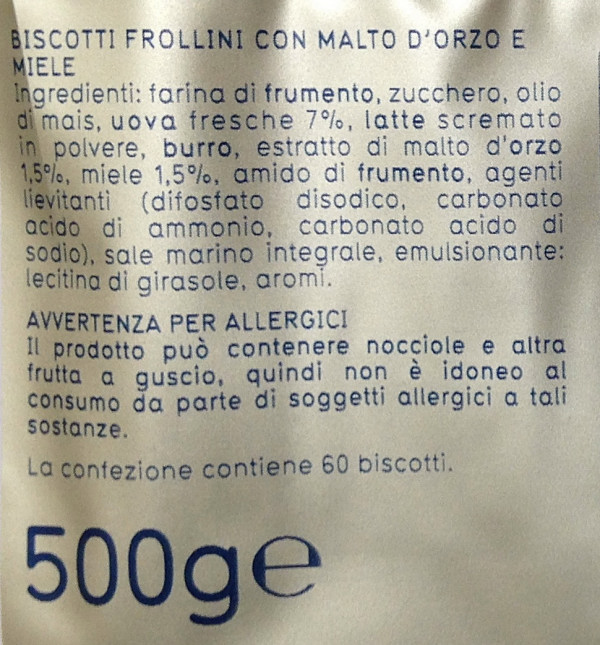 BISCOTTI FROLLINI CON MALTO D'ORZO E
MIELE
Ingredienti: farina di frumento, zucchero, olio
di mais, uova fresche 7%, latte scremato
in polvere, burro, estratto di malto d'orzo
1,5%, miele 1,5%, amido di frumento, agenti
lievitanti (difosfato disodico, carbonato
acido di ammonio, carbonato acido di
sodio), sale marino integrale, emulsionante:
lecitina di girasole, aromi.
AVVERTENZA PER ALLERGICI
Il prodotto può contenere nocciole e altra
frutta a guscio, quindi non è idoneo al
consumo da parte di soggetti allergici a tali
sostanze.
La confezione contiene 60 biscotti.
500g℮